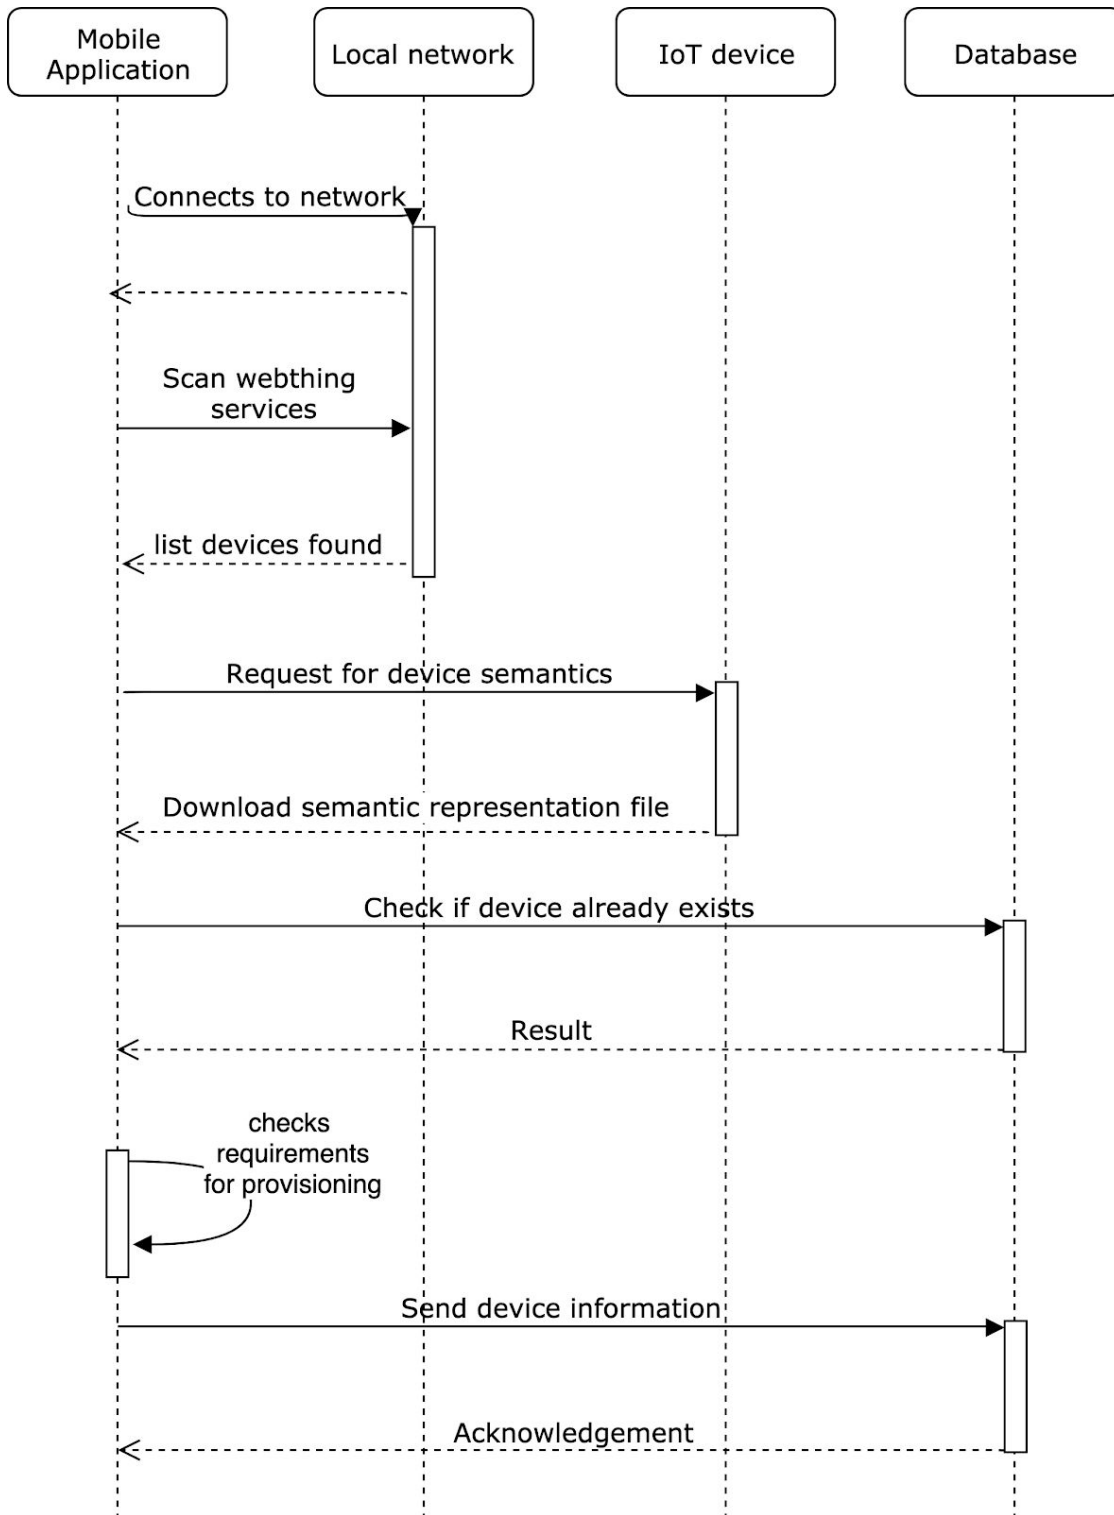 Mobile
Application
Local network
IoT device
Database
Connects to network
Scan webthing
services
list devices found
Request for device semantics
Download semantic representation file
Check if device already exists
Result
checks
requirements
for provisioning
Send device information
Acknowledgement